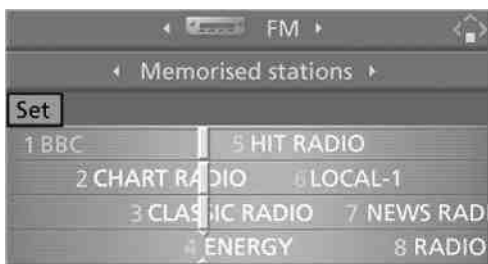 FM
Memorised stations
Set
1 BBC 5 HIT RADIO
2 CHART RADIO 6 LOCAL-1
3 CLASSIC RADIO 7 NEWS RAD
4 ENERGY 8 RADIO